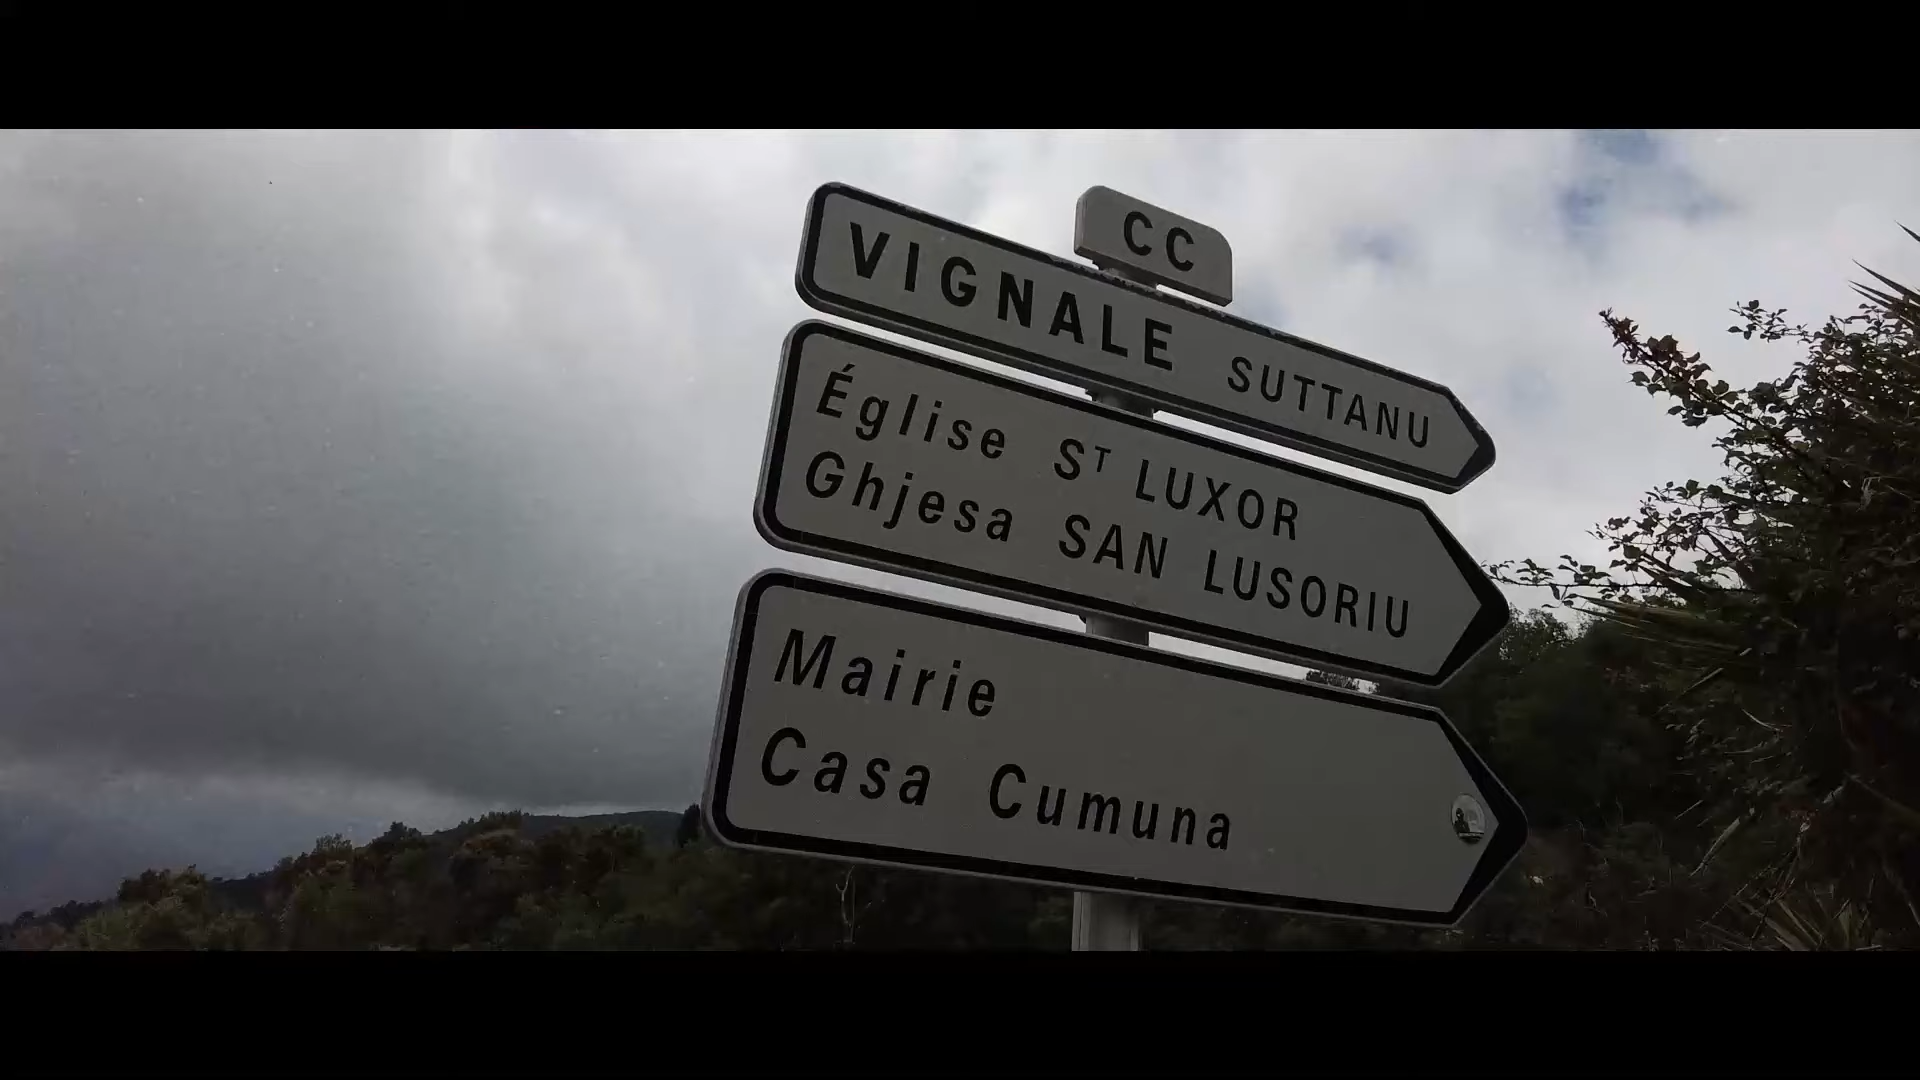 CC
VIGNALE SUTTANU
Église Sᵀ LUXOR
Ghjesa SAN LUSORIU
Mairie
Casa Cumuna